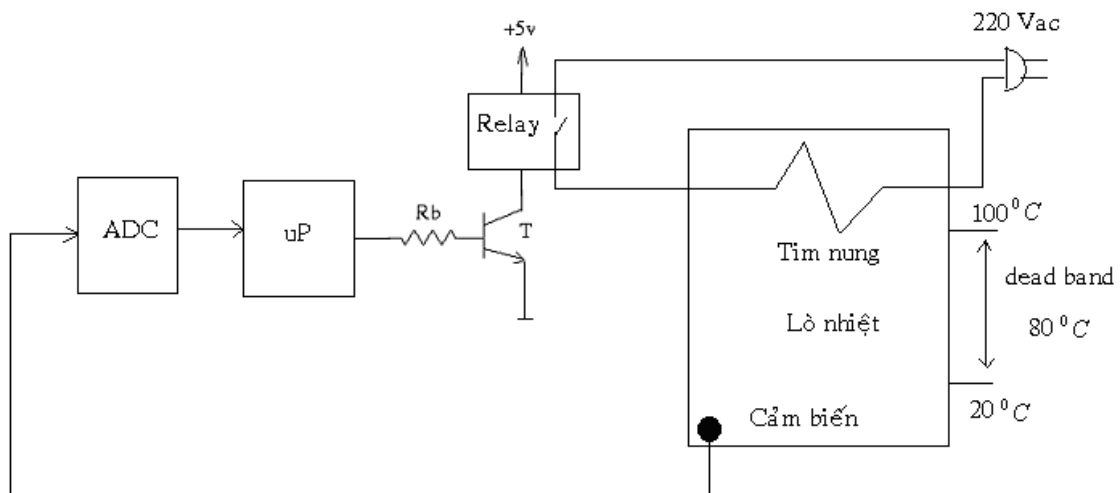 220 Vac
+5v
Relay
ADC
uP
Rb
T
Tim nung
100⁰C
dead band
80⁰C
Lò nhiệt
20⁰C
Cảm biến